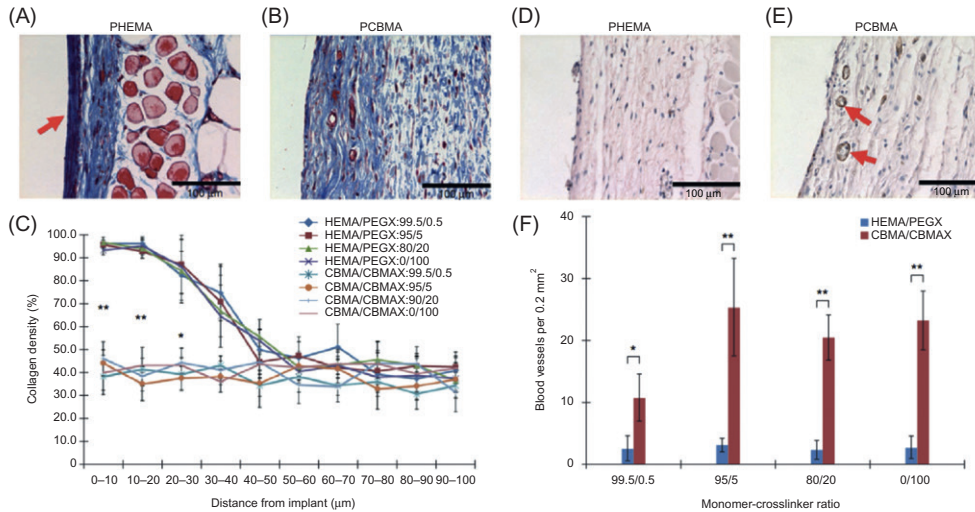 (A)
PHEMA
(B)
PCBMA
(D)
PHEMA
(E)
PCBMA
100 μm
100 μm
100 μm
100 μm
(C)
100.0
90.0
80.0
70.0
60.0
50.0
40.0
30.0
20.0
10.0
0.0
Collagen density (%)
HEMA/PEGX:99.5/0.5
HEMA/PEGX:95/5
HEMA/PEGX:80/20
HEMA/PEGX:0/100
CBMA/CBMAX:99.5/0.5
CBMA/CBMAX:95/5
CBMA/CBMAX:90/20
CBMA/CBMAX:0/100
**
**
*
0–10 10–20 20–30 30–40 40–50 50–60 60–70 70–80 80–90 90–100
Distance from implant (μm)
(F)
40
30
20
10
0
Blood vessels per 0.2 mm²
HEMA/PEGX
CBMA/CBMAX
*
**
**
**
99.5/0.5 95/5 80/20 0/100
Monomer-crosslinker ratio